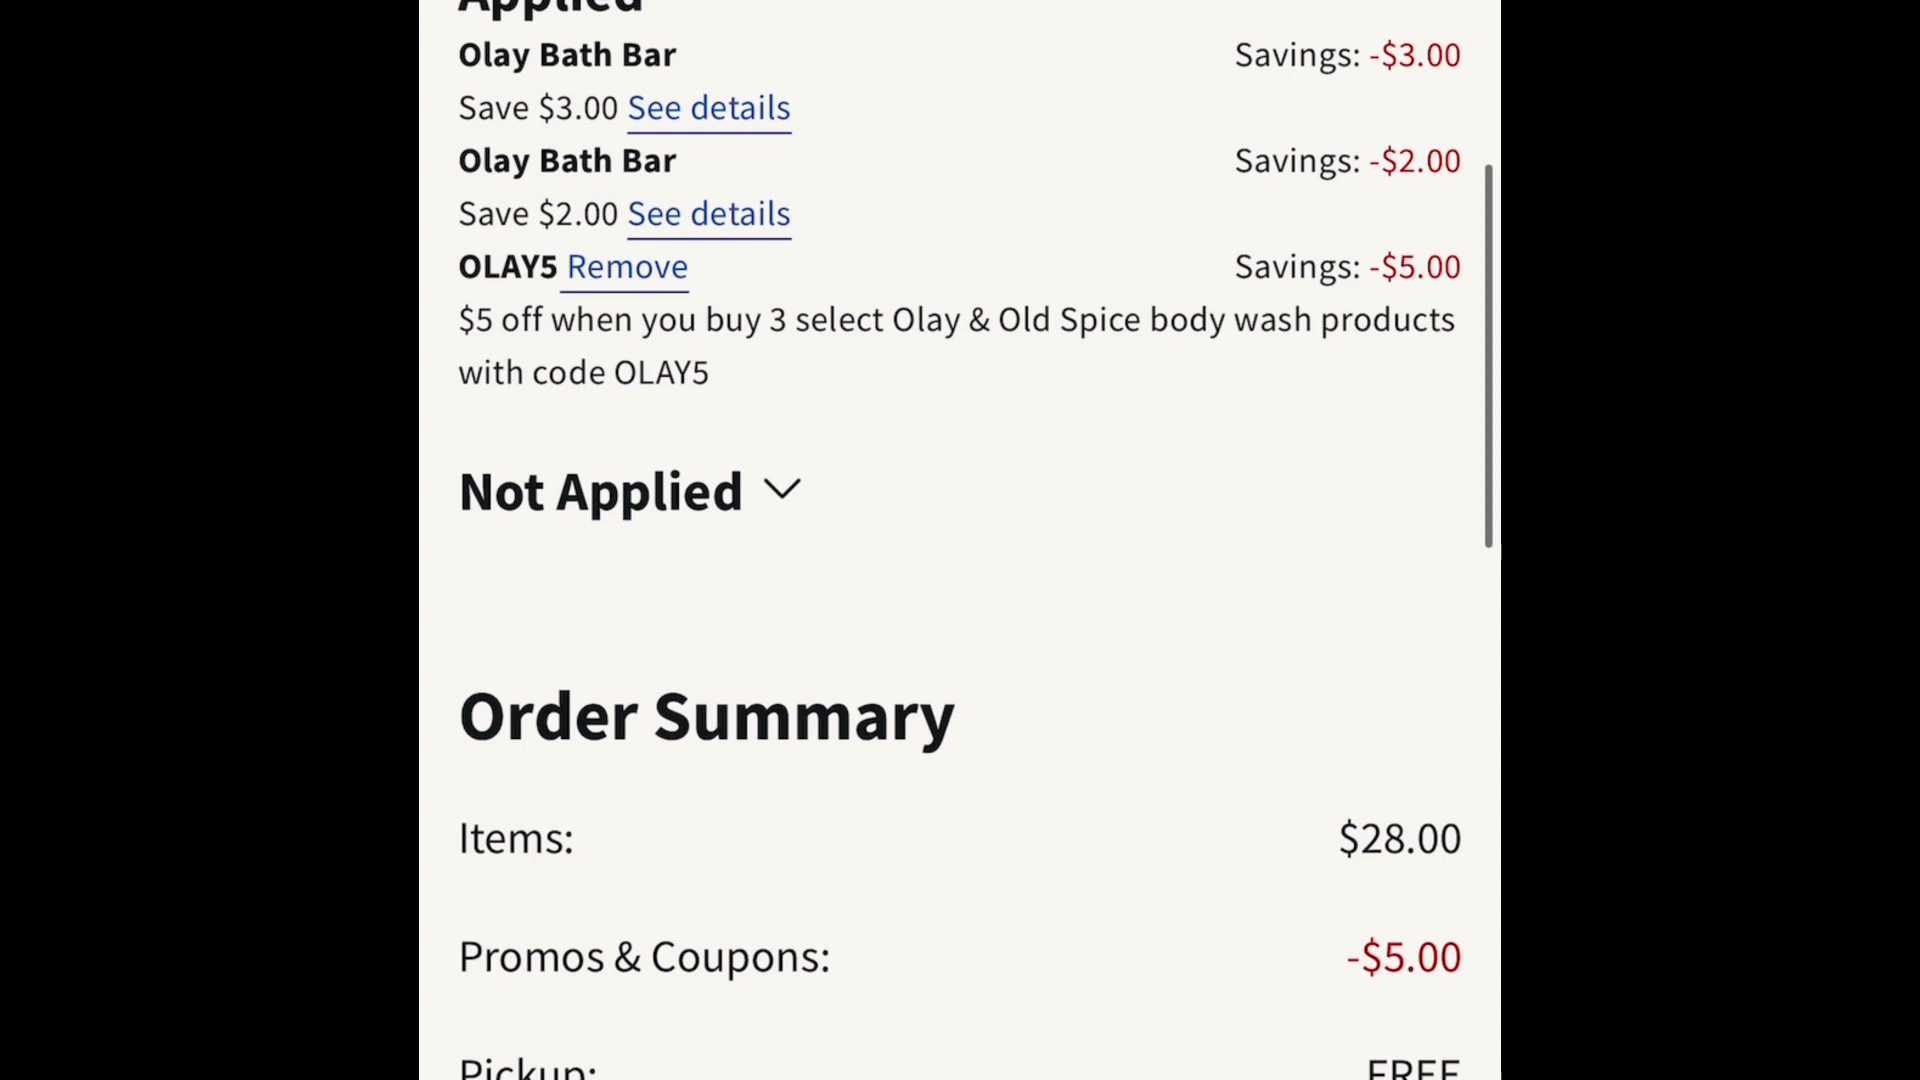 Applied
Olay Bath Bar Savings: -$3.00
Save $3.00 See details
Olay Bath Bar Savings: -$2.00
Save $2.00 See details
OLAY5 Remove Savings: -$5.00
$5 off when you buy 3 select Olay & Old Spice body wash products
with code OLAY5
Not Applied
Order Summary
Items: $28.00
Promos & Coupons: -$5.00
Pickup: FREE